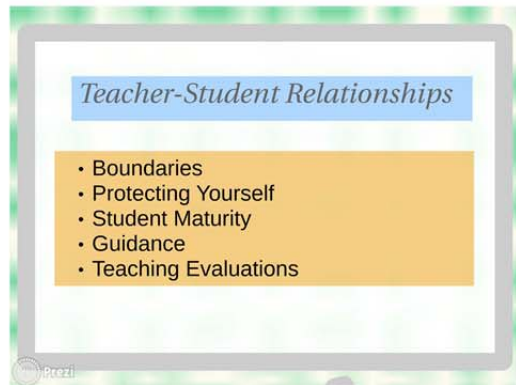 Teacher-Student Relationships
• Boundaries
• Protecting Yourself
• Student Maturity
• Guidance
• Teaching Evaluations
Prezi